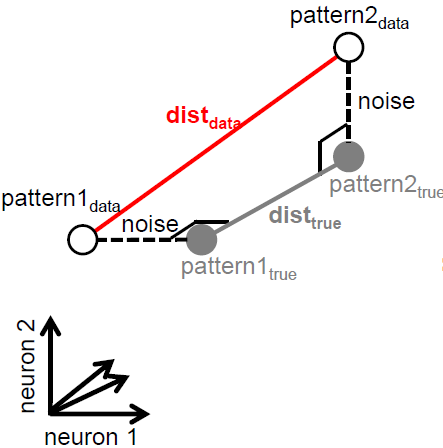 pattern2data
distdata
noise
pattern1data
pattern2true
noise
disttrue
pattern1true
neuron 2
neuron 1